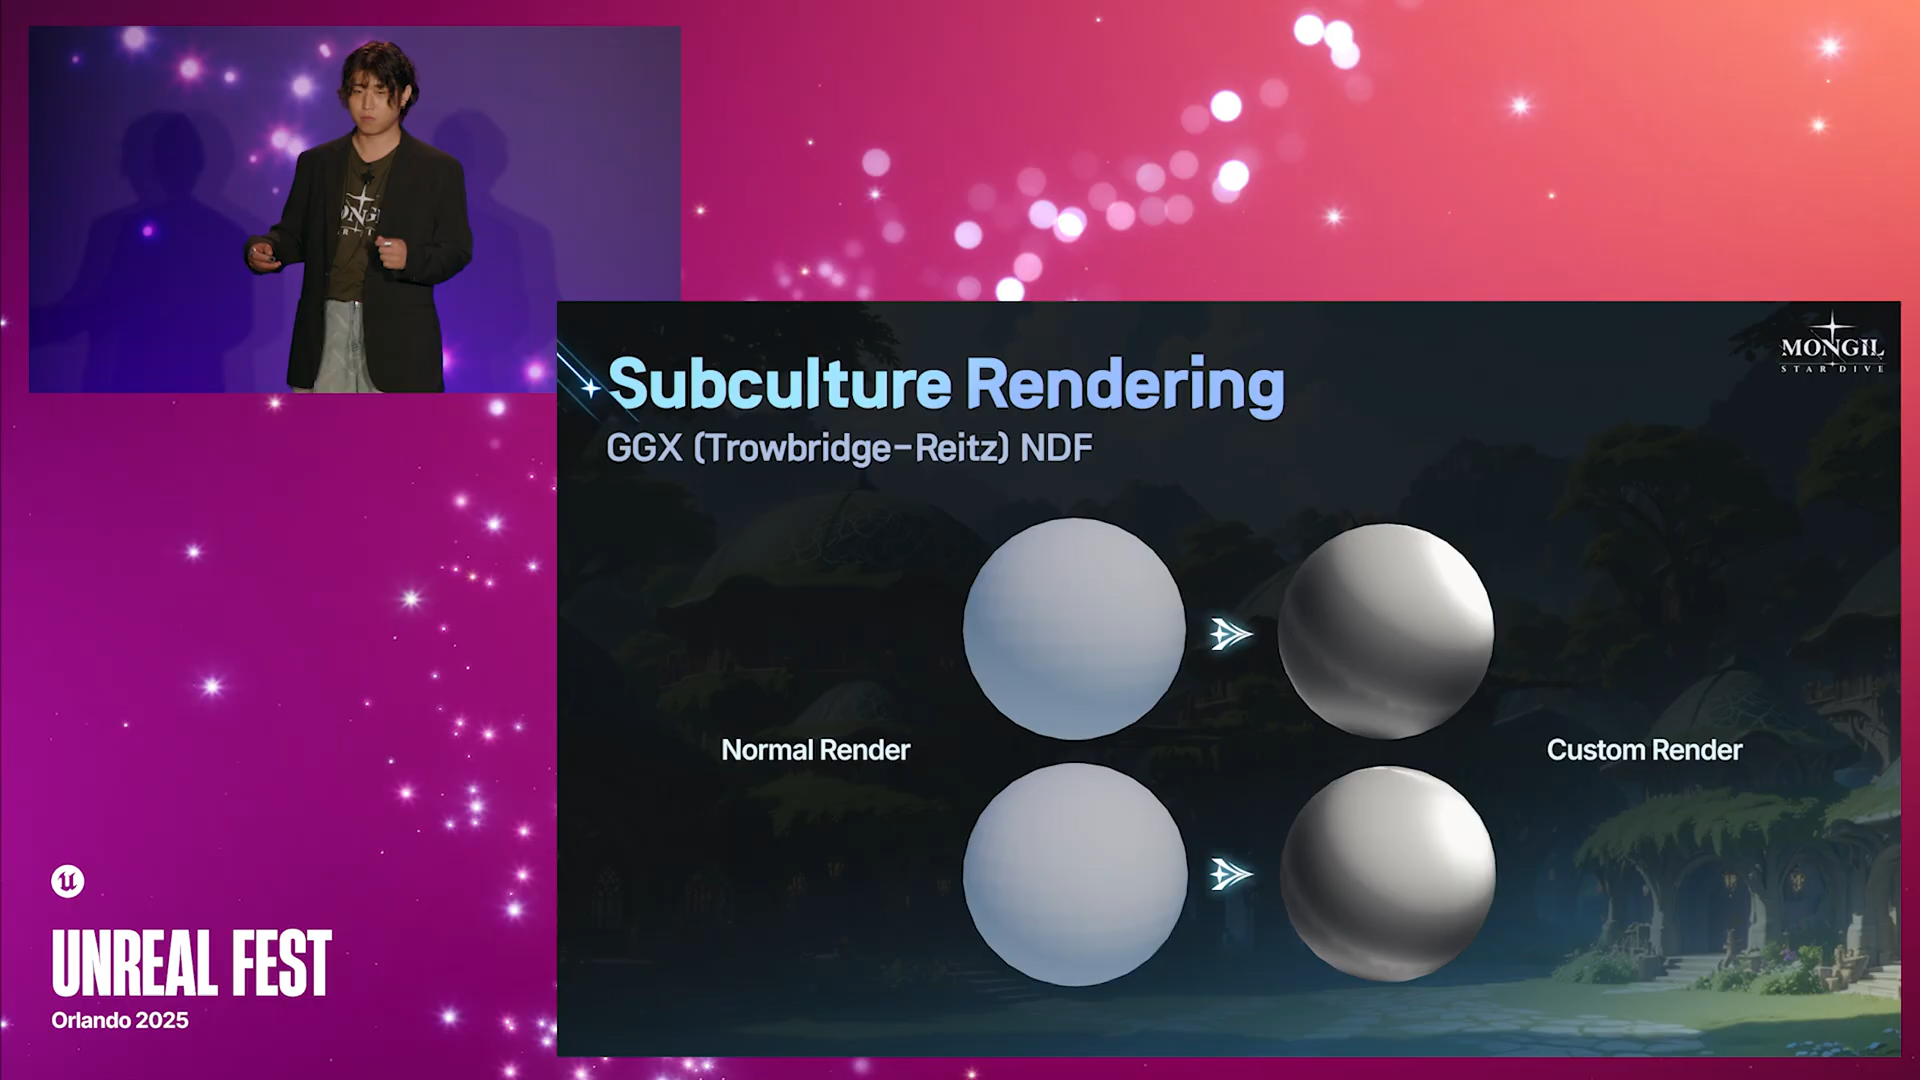 Subculture Rendering
GGX (Trowbridge-Reitz) NDF
MONGIL
STAR DIVE
Normal Render
Custom Render
UNREAL FEST
Orlando 2025